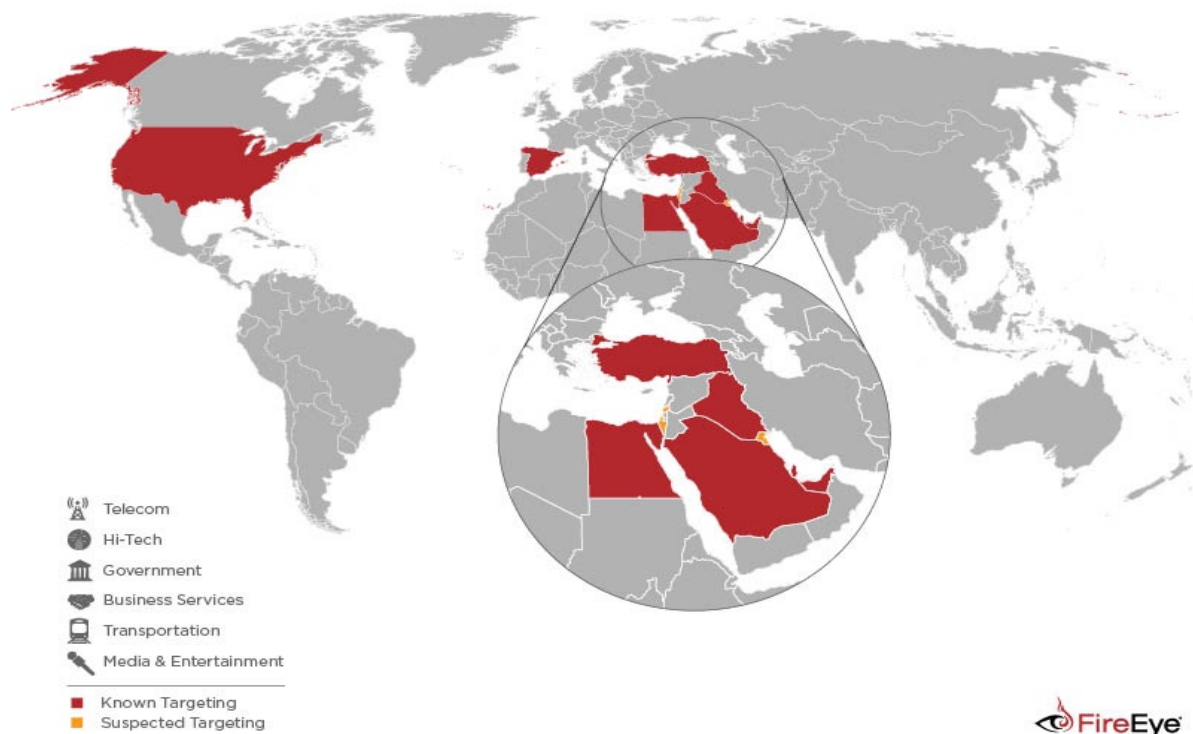 Telecom
Hi-Tech
Government
Business Services
Transportation
Media & Entertainment
Known Targeting
Suspected Targeting
FireEye